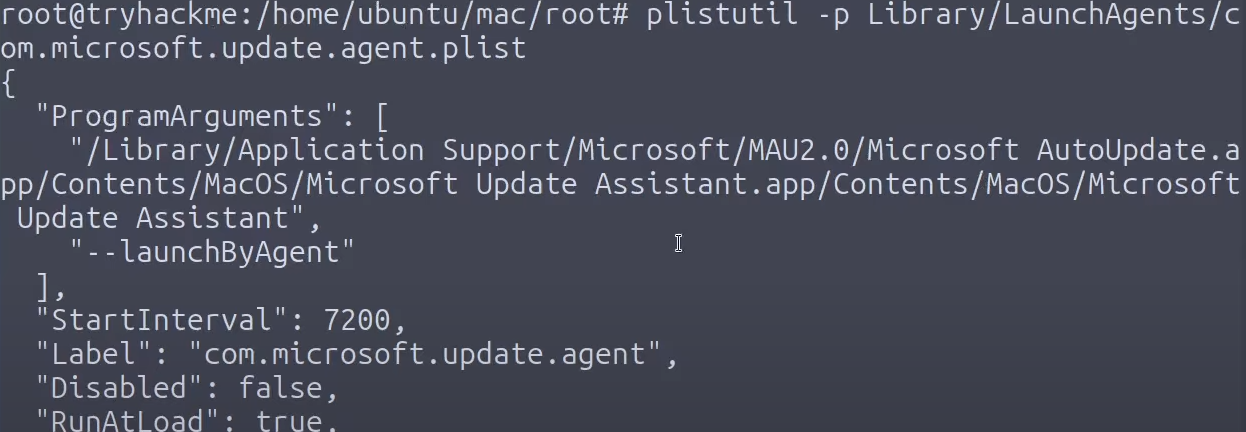 root@tryhackme:/home/ubuntu/mac/root# plistutil -p Library/LaunchAgents/c
om.microsoft.update.agent.plist
{
  "ProgramArguments": [
    "/Library/Application Support/Microsoft/MAU2.0/Microsoft AutoUpdate.a
pp/Contents/MacOS/Microsoft Update Assistant.app/Contents/MacOS/Microsoft
 Update Assistant",
    "--launchByAgent"
  ],
  "StartInterval": 7200,
  "Label": "com.microsoft.update.agent",
  "Disabled": false,
  "RunAtLoad": true,